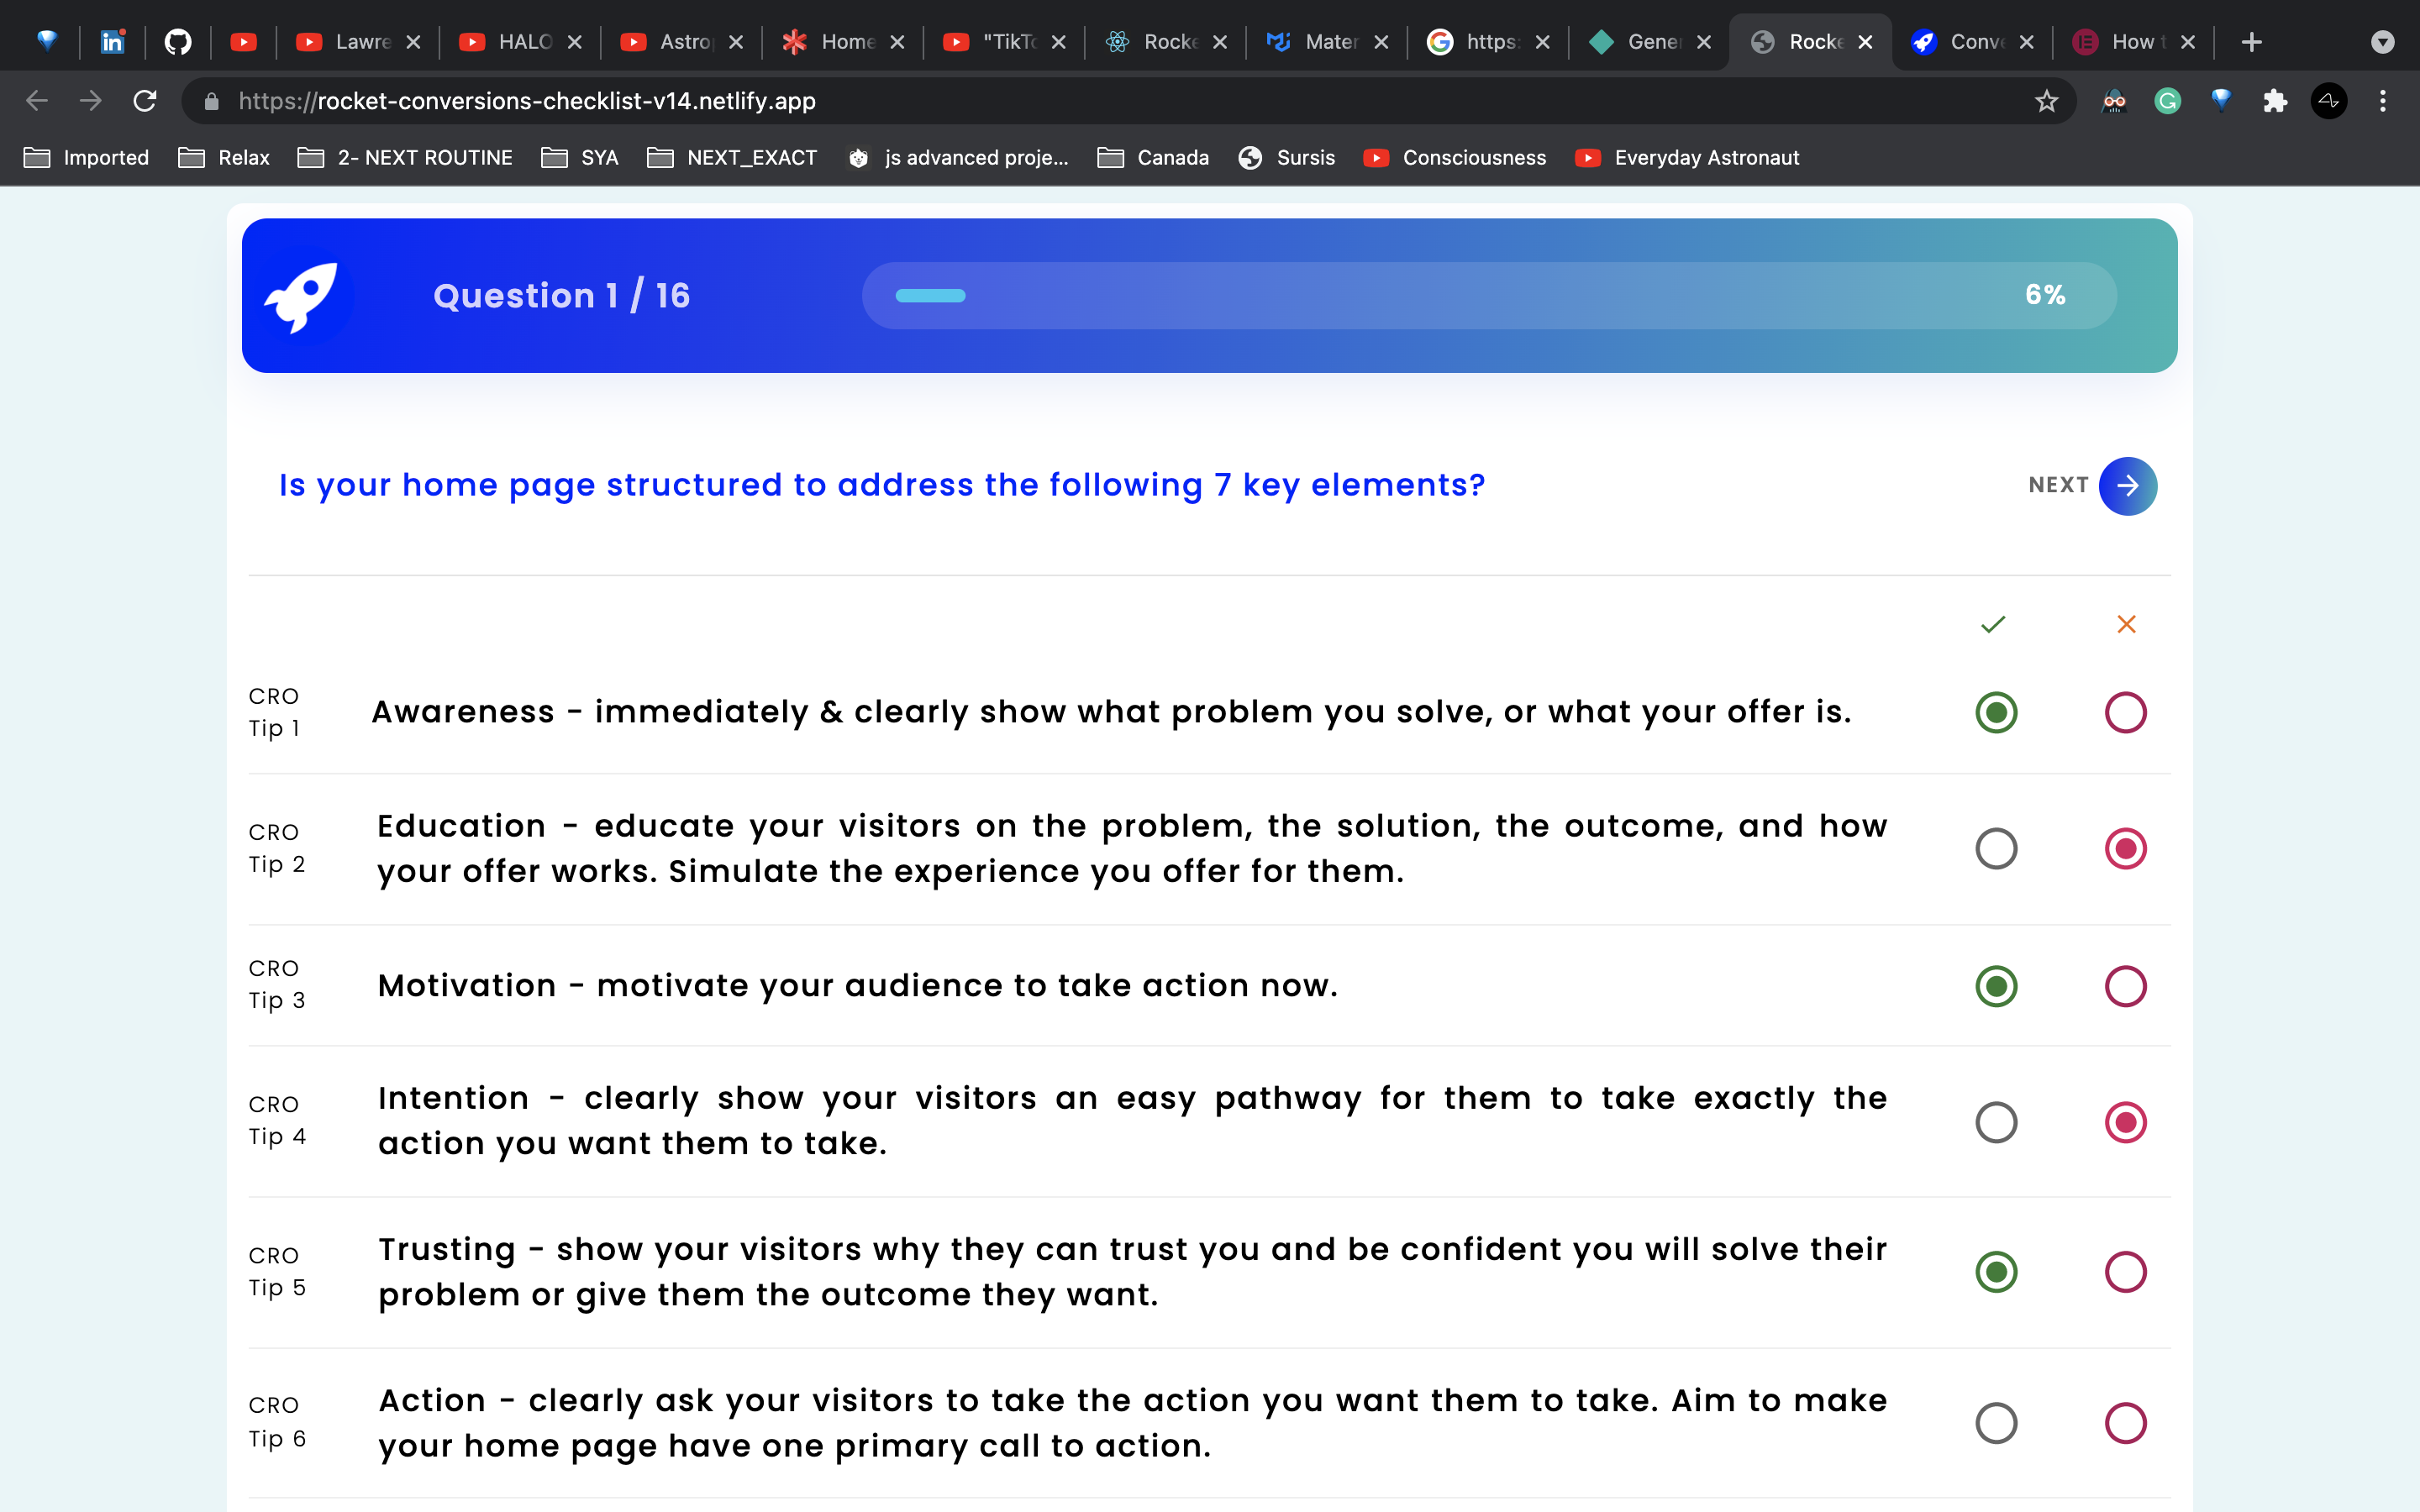 Lawre
HALO
Astro
Home
"TikTo
Rocke
Mater
https:
Gener
Rocke
Conve
How t
https://rocket-conversions-checklist-v14.netlify.app
Imported
Relax
2- NEXT ROUTINE
SYA
NEXT_EXACT
js advanced proje...
Canada
Sursis
Consciousness
Everyday Astronaut
Question 1 / 16
6%
Is your home page structured to address the following 7 key elements?
NEXT
CRO
Tip 1
Awareness - immediately & clearly show what problem you solve, or what your offer is.
CRO
Tip 2
Education - educate your visitors on the problem, the solution, the outcome, and how
your offer works. Simulate the experience you offer for them.
CRO
Tip 3
Motivation - motivate your audience to take action now.
CRO
Tip 4
Intention - clearly show your visitors an easy pathway for them to take exactly the
action you want them to take.
CRO
Tip 5
Trusting - show your visitors why they can trust you and be confident you will solve their
problem or give them the outcome they want.
CRO
Tip 6
Action - clearly ask your visitors to take the action you want them to take. Aim to make
your home page have one primary call to action.